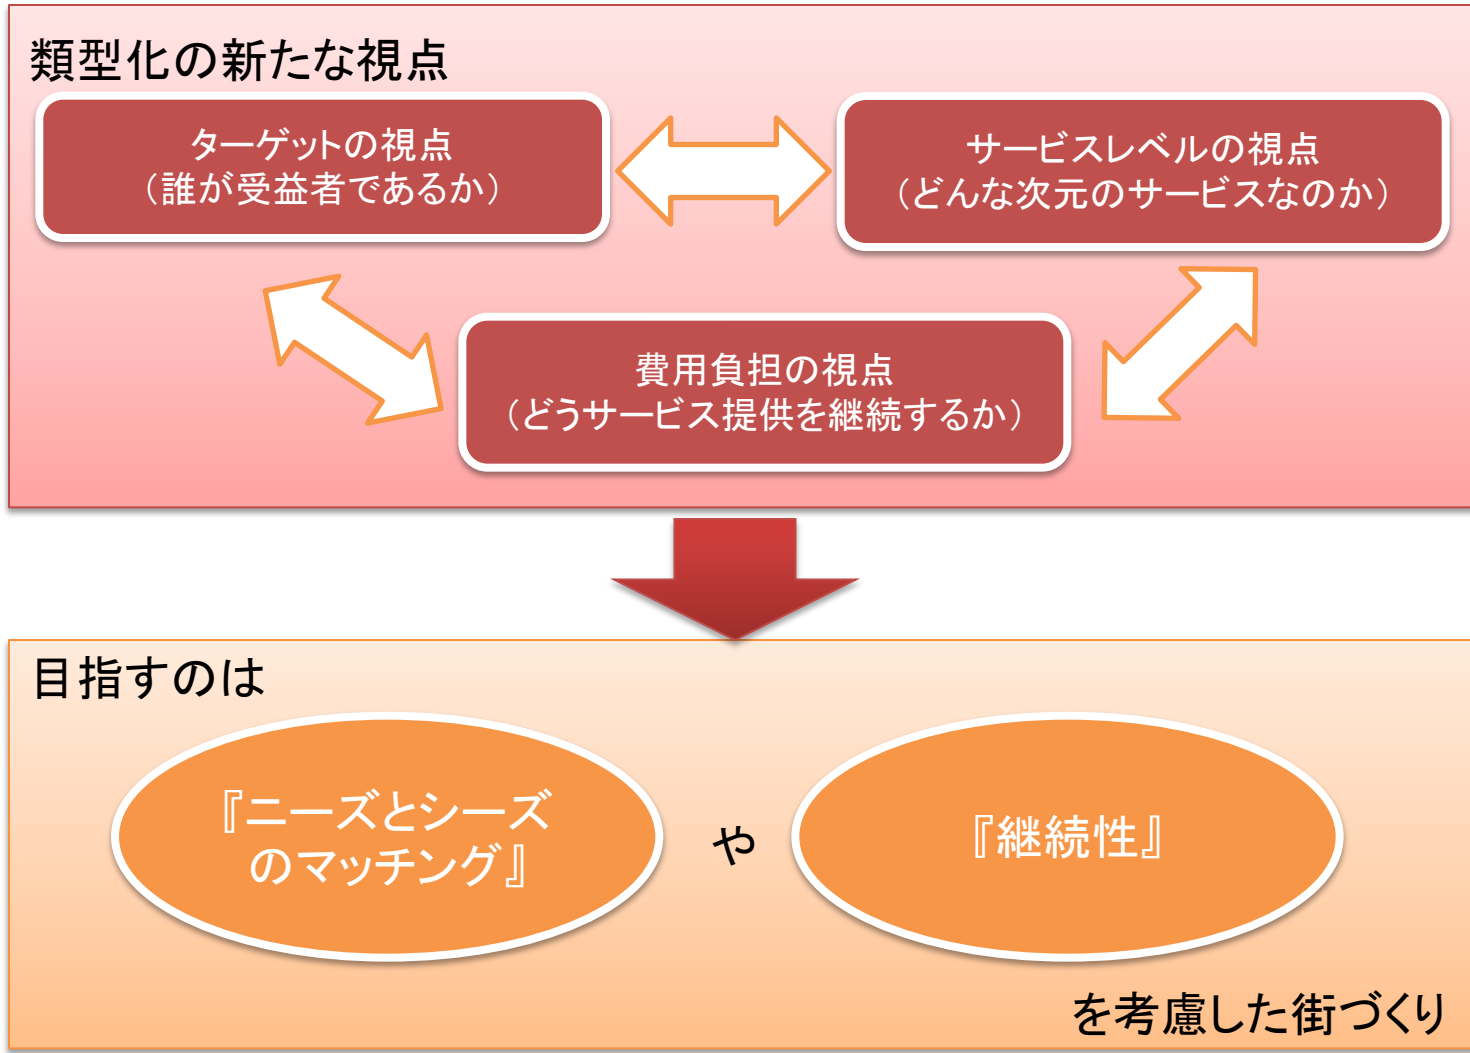 類型化の新たな視点
ターゲットの視点
（誰が受益者であるか）
サービスレベルの視点
（どんな次元のサービスなのか）
費用負担の視点
（どうサービス提供を継続するか）
目指すのは
『ニーズとシーズ
のマッチング』
や
『継続性』
を考慮した街づくり